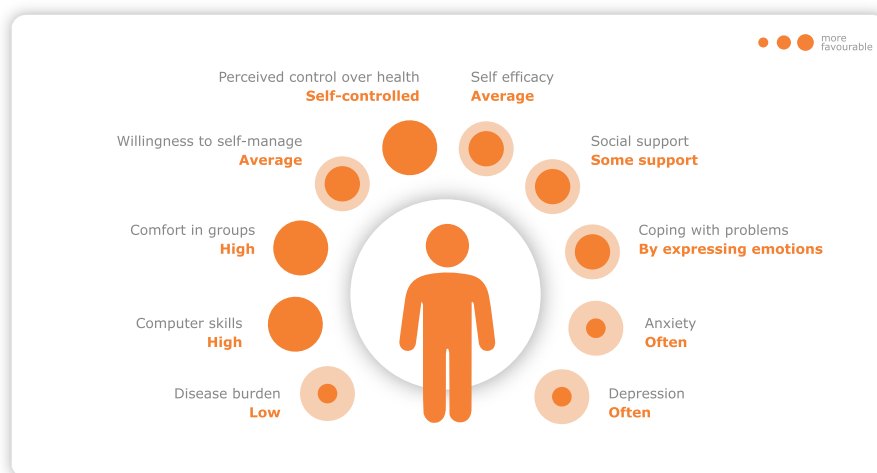 more
favourable
Perceived control over health
Self-controlled
Self efficacy
Average
Willingness to self-manage
Average
Social support
Some support
Comfort in groups
High
Coping with problems
By expressing emotions
Computer skills
High
Anxiety
Often
Disease burden
Low
Depression
Often